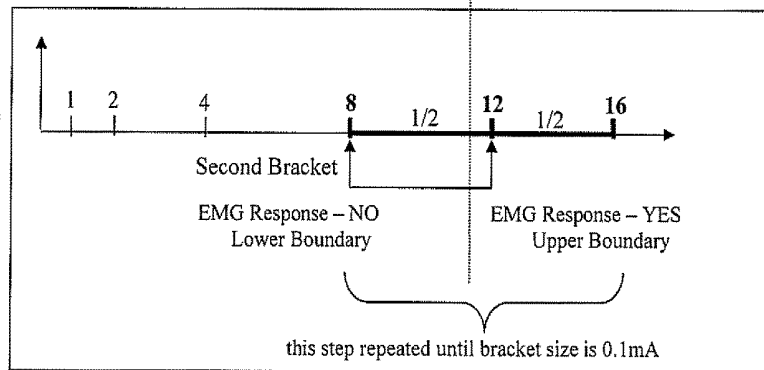 1 2 4 8 12 16
1/2 1/2
Second Bracket
EMG Response – NO
Lower Boundary
EMG Response – YES
Upper Boundary
this step repeated until bracket size is 0.1mA